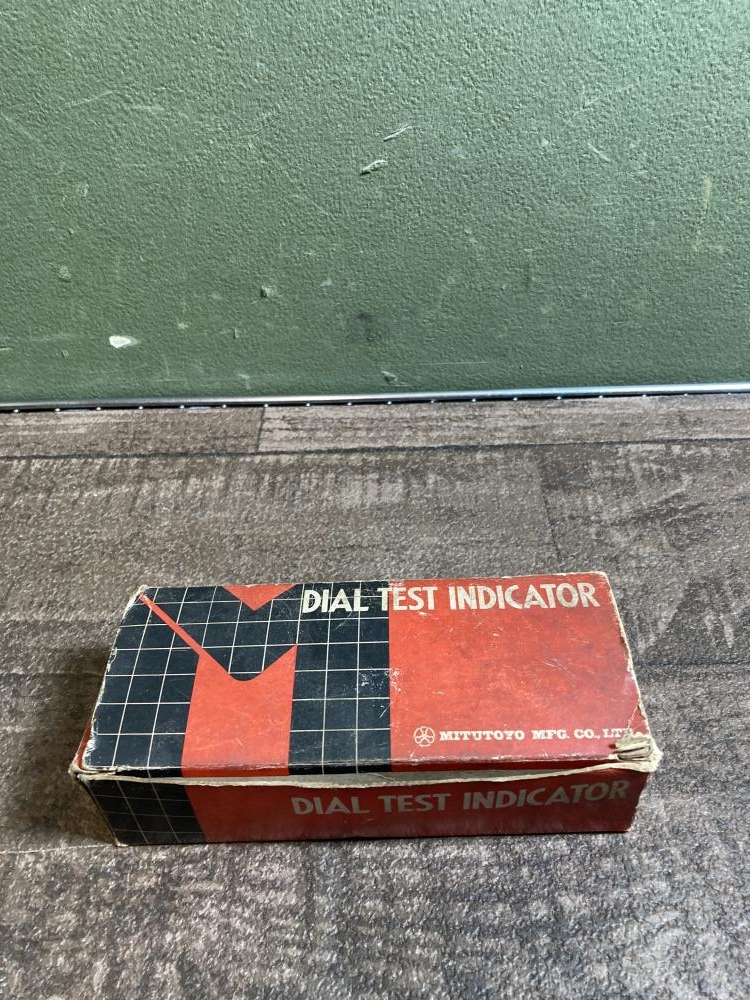 DIAL TEST INDICATOR
MITUTOYO MFG. CO., LTD.
DIAL TEST INDICATOR